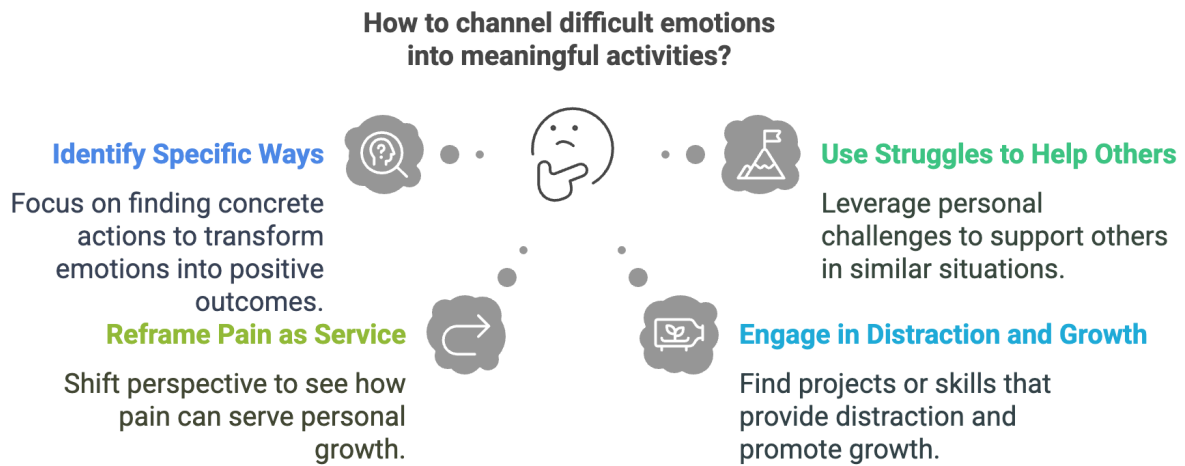 How to channel difficult emotions
into meaningful activities?
Identify Specific Ways
Focus on finding concrete
actions to transform
emotions into positive
outcomes.
Use Struggles to Help Others
Leverage personal
challenges to support others
in similar situations.
Reframe Pain as Service
Shift perspective to see how
pain can serve personal
growth.
Engage in Distraction and Growth
Find projects or skills that
provide distraction and
promote growth.